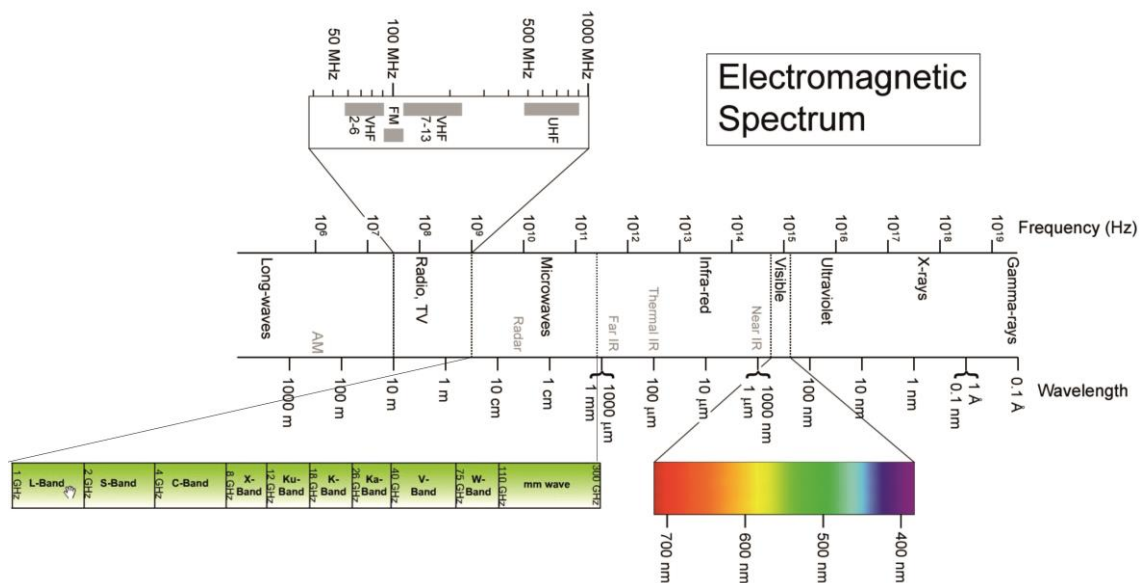 Electromagnetic
Spectrum
50 MHz
100 MHz
500 MHz
1000 MHz
VHF
2-6
FM
VHF
7-13
UHF
10⁶
10⁷
10⁸
10⁹
10¹⁰
10¹¹
10¹²
10¹³
10¹⁴
10¹⁵
10¹⁶
10¹⁷
10¹⁸
10¹⁹
Frequency (Hz)
Long-waves
Radio, TV
Microwaves
Infra-red
Visible
Ultraviolet
X-rays
Gamma-rays
AM
Radar
Far IR
Thermal IR
Near IR
1000 m
100 m
10 m
1 m
10 cm
1 cm
1 mm
1000 µm
100 µm
10 µm
1 µm
1000 nm
100 nm
10 nm
1 nm
0.1 nm
1 Å
0.1 Å
Wavelength
1 GHz
L-Band
2 GHz
S-Band
4 GHz
C-Band
8 GHz
X-
Band
12 GHz
Ku-
Band
18 GHz
K-
Band
26 GHz
Ka-
Band
40 GHz
V-
Band
75 GHz
W-
Band
110 GHz
mm wave
300 GHz
700 nm
600 nm
500 nm
400 nm